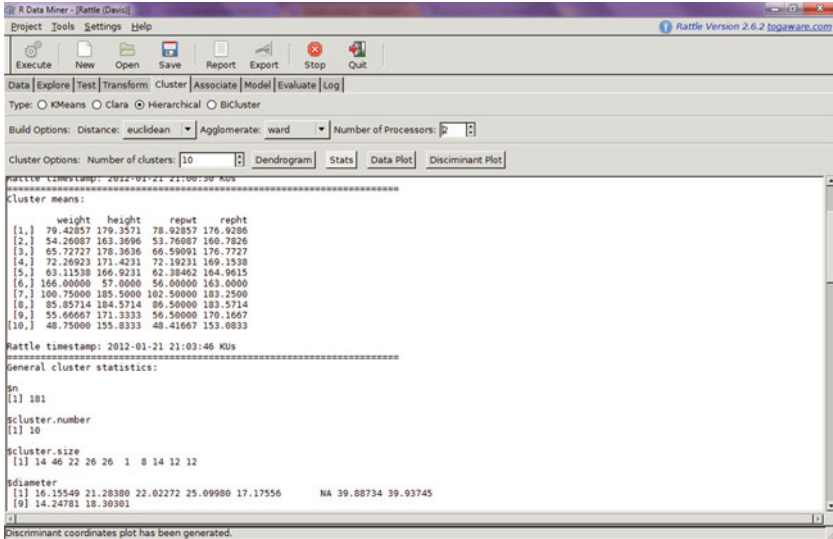 R Data Miner - [Rattle (Davis)]
Project Tools Settings Help Rattle Version 2.6.2 togaware.com
Execute New Open Save Report Export Stop Quit
Data Explore Test Transform Cluster Associate Model Evaluate Log
Type: KMeans Clara Hierarchical BiCluster
Build Options: Distance: euclidean Agglomerate: ward Number of Processors: 2
Cluster Options: Number of clusters: 10 Dendrogram Stats Data Plot Disciminant Plot
Rattle timestamp: 2012-01-21 21:00:30 KUs
======================================================================
Cluster means:
weight height repwt repht
[1,] 79.42857 179.3571 78.92857 176.9286
[2,] 54.26087 163.3696 53.76087 160.7826
[3,] 65.72727 178.3636 66.59091 176.7727
[4,] 72.26923 171.4231 72.19231 169.1538
[5,] 63.11538 166.9231 62.38462 164.9615
[6,] 166.00000 57.0000 56.00000 163.0000
[7,] 100.75000 185.5000 102.50000 183.2500
[8,] 85.85714 184.5714 86.50000 183.5714
[9,] 55.66667 171.3333 56.50000 170.1667
[10,] 48.75000 155.8333 48.41667 153.0833
Rattle timestamp: 2012-01-21 21:03:46 KUs
======================================================================
General cluster statistics:
$n
[1] 181
$cluster.number
[1] 10
$cluster.size
[1] 14 46 22 26 26 1 8 14 12 12
$diameter
[1] 16.15549 21.28380 22.02272 25.09980 17.17556 NA 39.88734 39.93745
[9] 14.24781 18.30301
Discriminant coordinates plot has been generated.